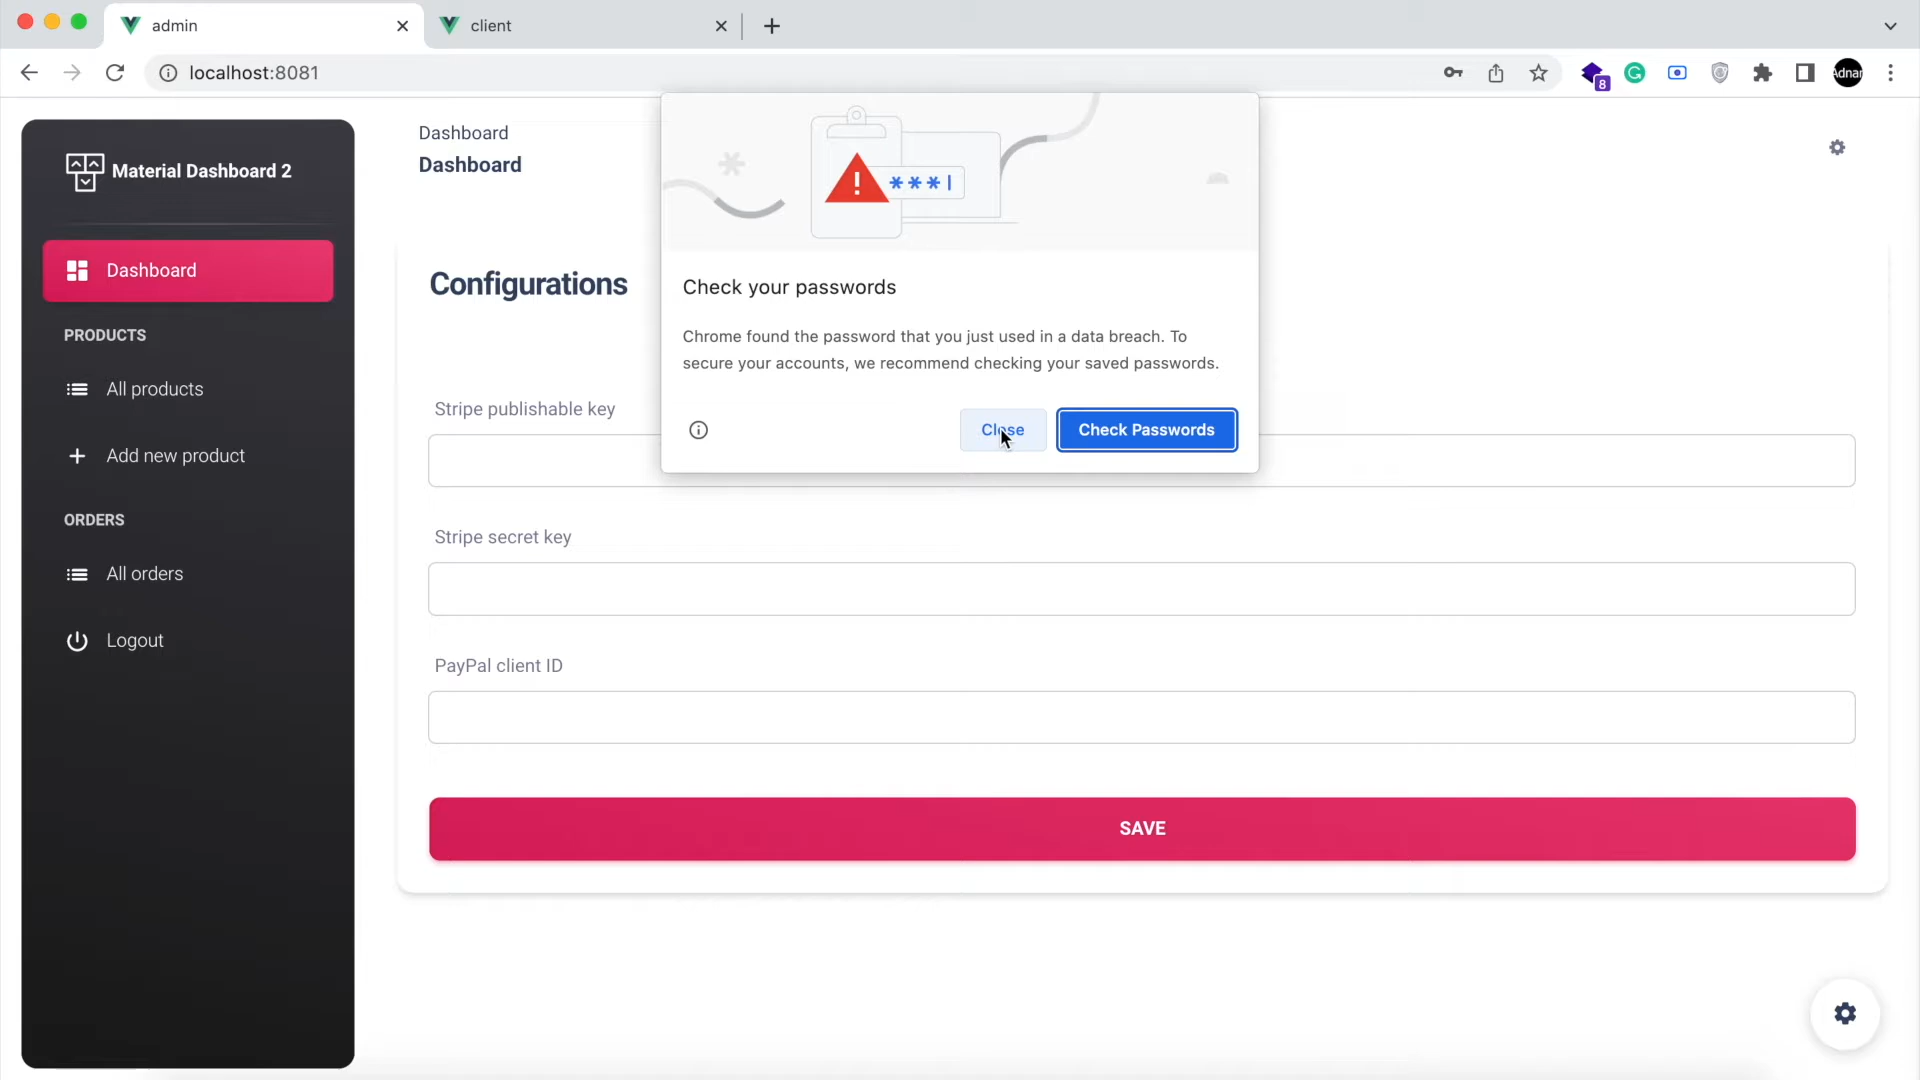 admin
client
localhost:8081
8
Adnar
Material Dashboard 2
Dashboard
PRODUCTS
All products
Add new product
ORDERS
All orders
Logout
Dashboard
Dashboard
Configurations
***|
Check your passwords
Chrome found the password that you just used in a data breach. To
secure your accounts, we recommend checking your saved passwords.
Close
Check Passwords
Stripe publishable key
Stripe secret key
PayPal client ID
SAVE